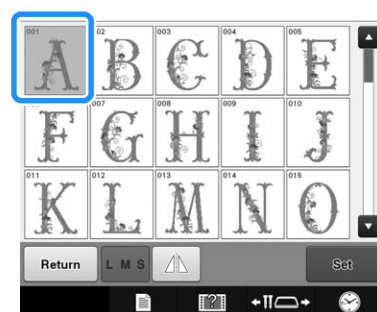 001 02 003 004 005
A B C D E
007 008 009 010
F G H I J
011 012 013 014 015
K L M N O
Return L M S Set
?